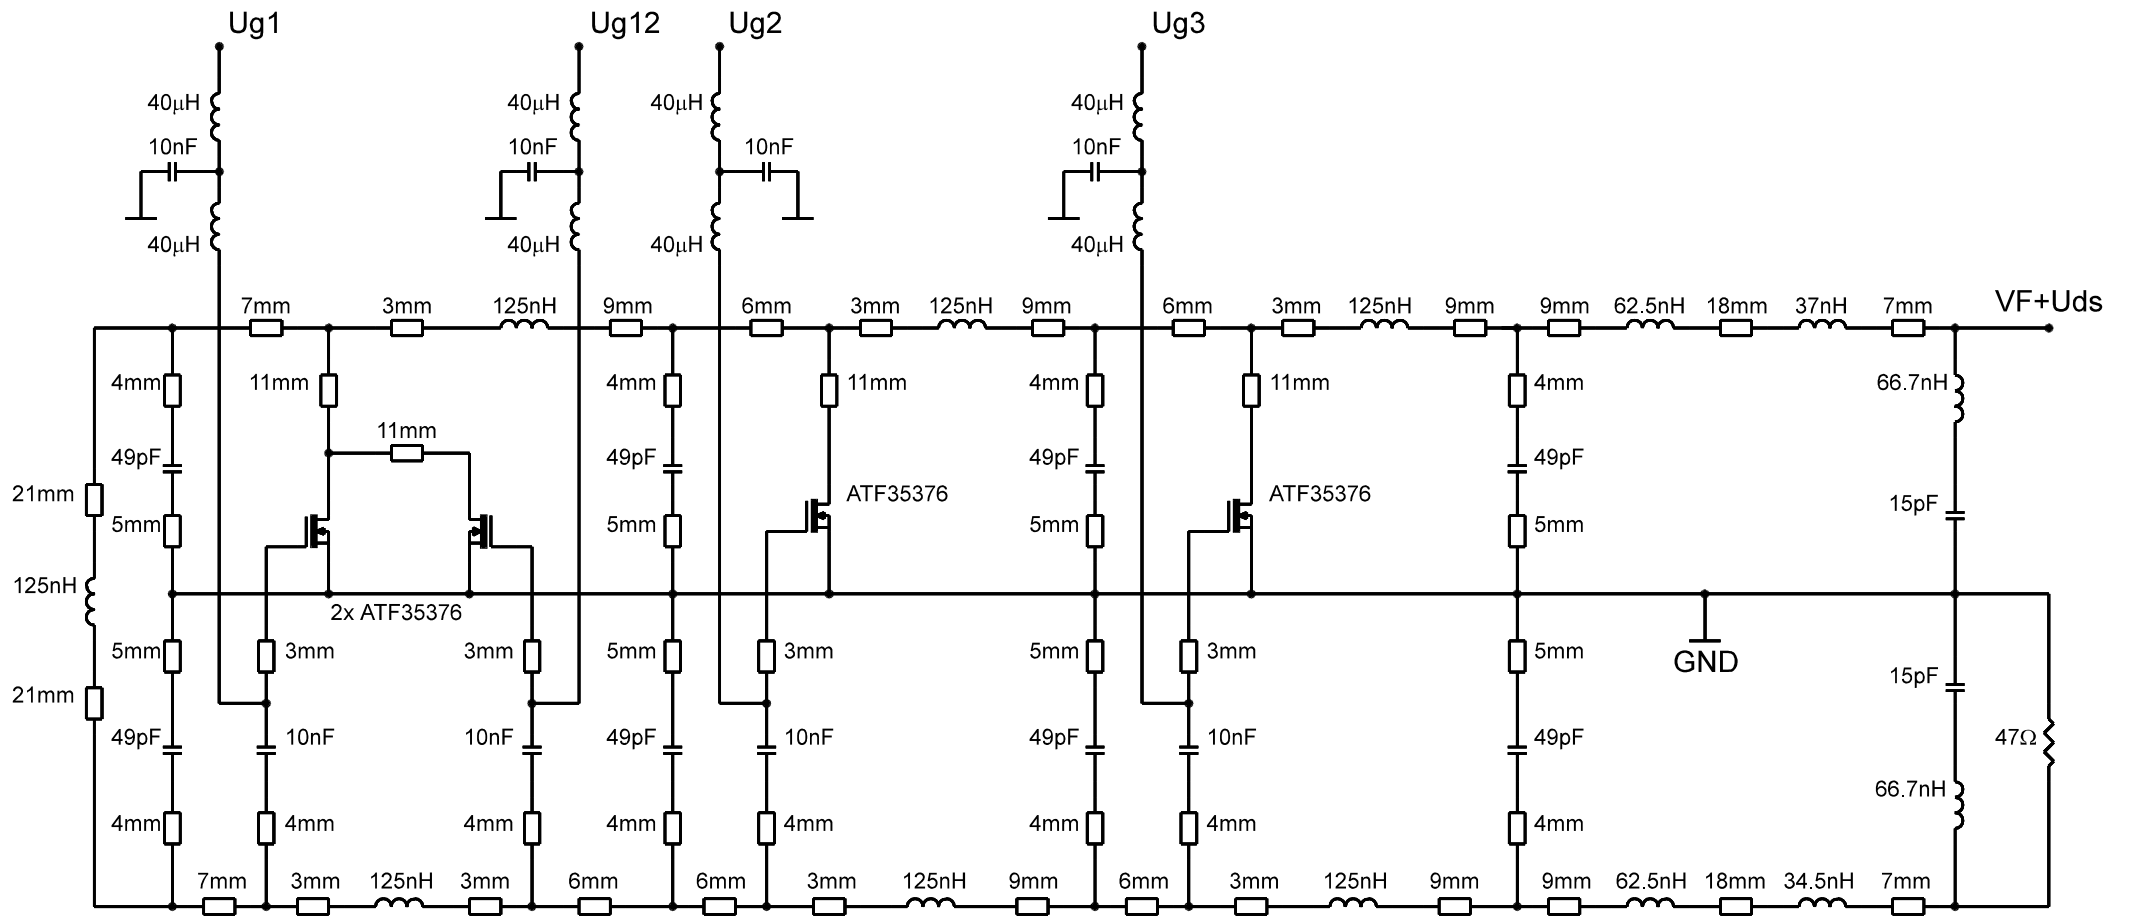 Ug1 Ug12 Ug2 Ug3
40μH 40μH 40μH 40μH
10nF 10nF 10nF 10nF
40μH 40μH 40μH 40μH
7mm 3mm 125nH 9mm 6mm 3mm 125nH 9mm 6mm 3mm 125nH 9mm 9mm 62.5nH 18mm 37nH 7mm VF+Uds
4mm 11mm 4mm 11mm 4mm 11mm 4mm 66.7nH
11mm
49pF 49pF 49pF 49pF
21mm ATF35376 ATF35376 15pF
5mm 5mm 5mm 5mm
125nH
2x ATF35376
5mm 3mm 3mm 5mm 3mm 5mm 3mm 5mm GND
21mm 15pF
49pF 10nF 10nF 49pF 10nF 49pF 10nF 49pF 47Ω
66.7nH
4mm 4mm 4mm 4mm 4mm 4mm 4mm 4mm
7mm 3mm 125nH 3mm 6mm 6mm 3mm 125nH 9mm 6mm 3mm 125nH 9mm 9mm 62.5nH 18mm 34.5nH 7mm